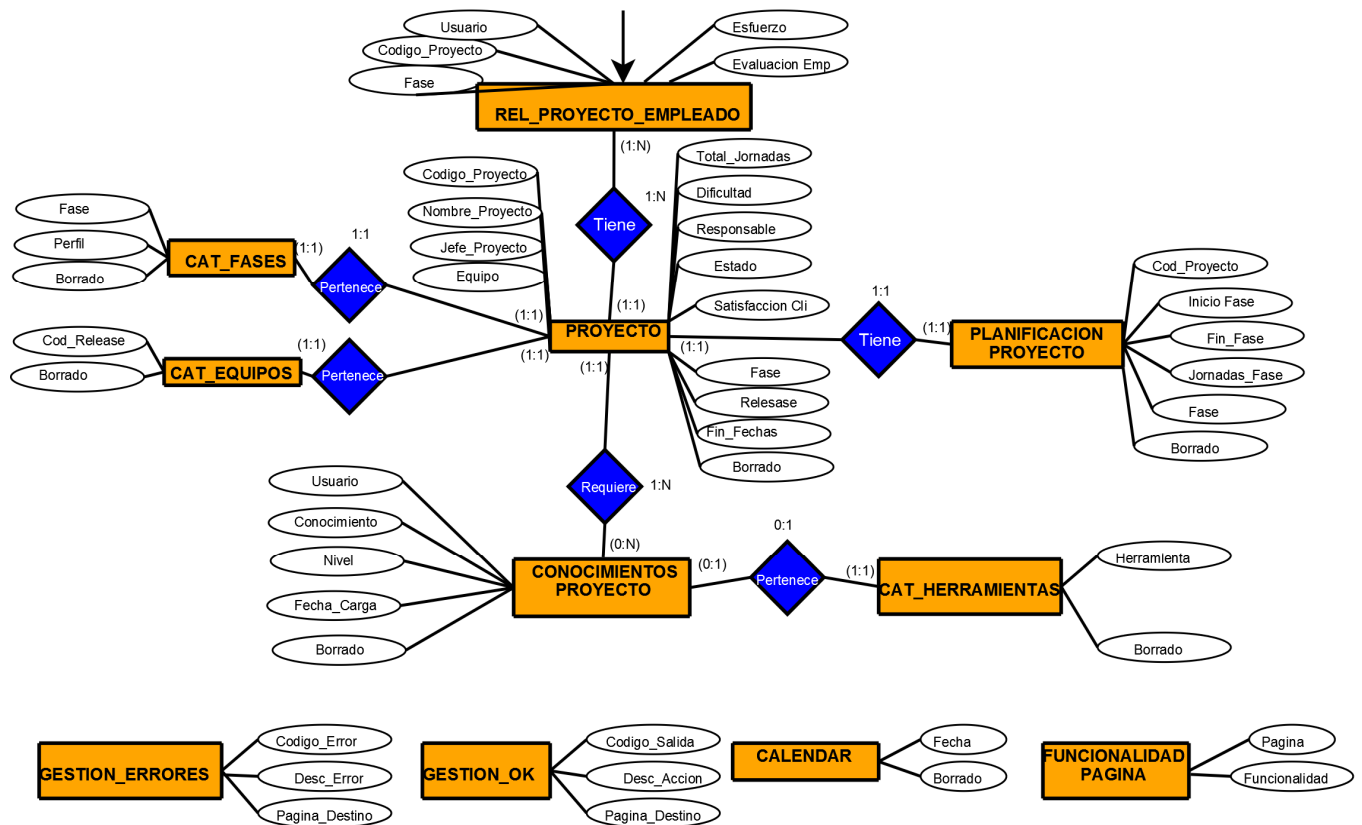 Usuario
Esfuerzo
Codigo_Proyecto
Evaluacion Emp
Fase
REL_PROYECTO_EMPLEADO
(1:N)
1:N
Tiene
(1:1)
Codigo_Proyecto
Nombre_Proyecto
Jefe_Proyecto
Equipo
Total_Jornadas
Dificultad
Responsable
Estado
Satisfaccion Cli
Fase
Perfil
Borrado
CAT_FASES
(1:1)
1:1
Pertenece
(1:1)
Cod_Release
Borrado
CAT_EQUIPOS
(1:1)
Pertenece
(1:1)
PROYECTO
(1:1)
(1:1)
1:1
Tiene
(1:1)
PLANIFICACION
PROYECTO
Cod_Proyecto
Inicio Fase
Fin_Fase
Jornadas_Fase
Fase
Borrado
Fase
Relesase
Fin_Fechas
Borrado
Requiere
1:N
(0:N)
Usuario
Conocimiento
Nivel
Fecha_Carga
Borrado
CONOCIMIENTOS
PROYECTO
(0:1)
0:1
Pertenece
(1:1)
CAT_HERRAMIENTAS
Herramienta
Borrado
GESTION_ERRORES
Codigo_Error
Desc_Error
Pagina_Destino
GESTION_OK
Codigo_Salida
Desc_Accion
Pagina_Destino
CALENDAR
Fecha
Borrado
FUNCIONALIDAD
PAGINA
Pagina
Funcionalidad